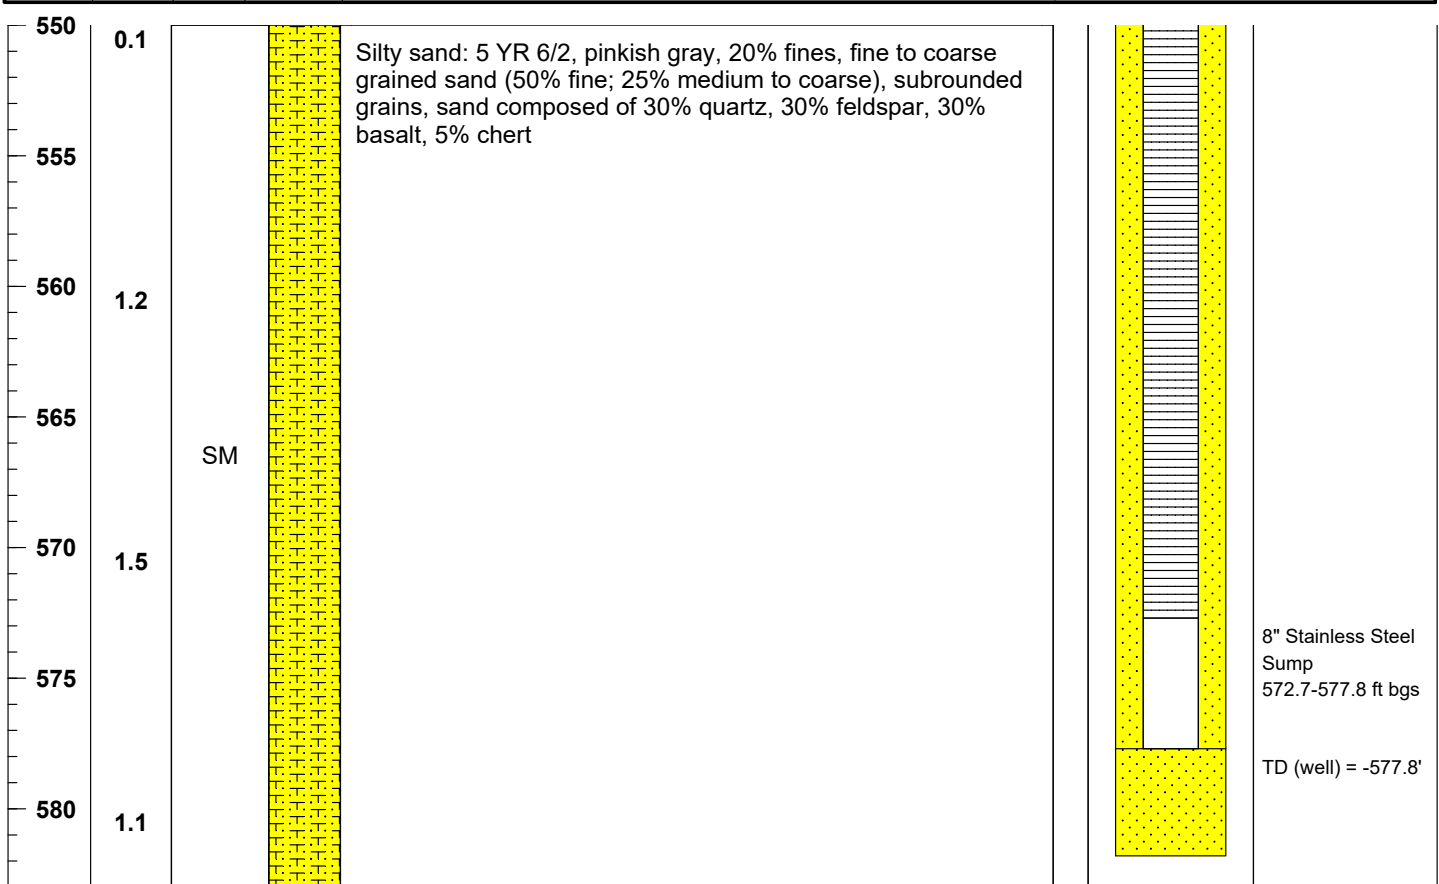 550
0.1
Silty sand: 5 YR 6/2, pinkish gray, 20% fines, fine to coarse
grained sand (50% fine; 25% medium to coarse), subrounded
grains, sand composed of 30% quartz, 30% feldspar, 30%
basalt, 5% chert
555
560
1.2
565
SM
570
1.5
8" Stainless Steel
Sump
572.7-577.8 ft bgs
575
TD (well) = -577.8'
580
1.1